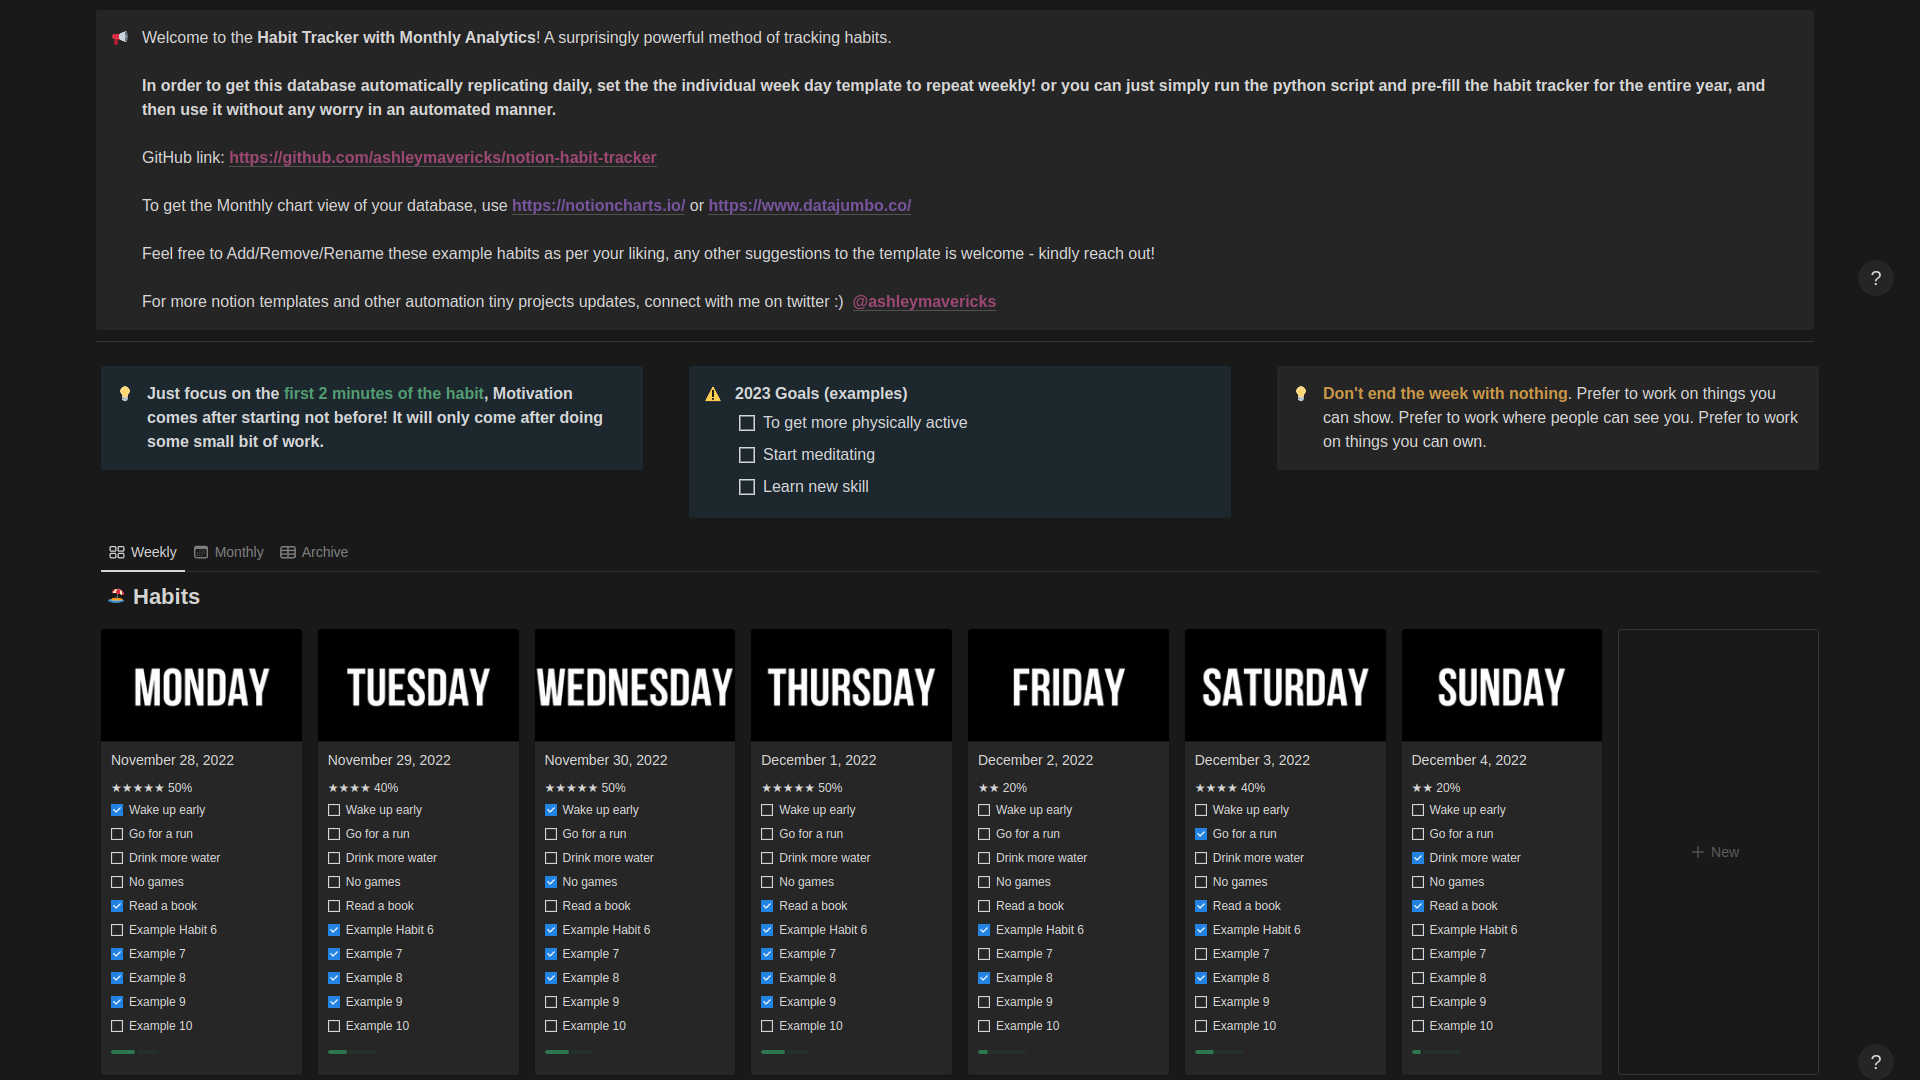 Welcome to the Habit Tracker with Monthly Analytics! A surprisingly powerful method of tracking habits.
In order to get this database automatically replicating daily, set the the individual week day template to repeat weekly! or you can just simply run the python script and pre-fill the habit tracker for the entire year, and
then use it without any worry in an automated manner.
GitHub link: https://github.com/ashleymavericks/notion-habit-tracker
To get the Monthly chart view of your database, use https://notioncharts.io/ or https://www.datajumbo.co/
Feel free to Add/Remove/Rename these example habits as per your liking, any other suggestions to the template is welcome - kindly reach out!
For more notion templates and other automation tiny projects updates, connect with me on twitter :) @ashleymavericks
?
Just focus on the first 2 minutes of the habit, Motivation
comes after starting not before! It will only come after doing
some small bit of work.
2023 Goals (examples)
To get more physically active
Start meditating
Learn new skill
Don't end the week with nothing. Prefer to work on things you
can show. Prefer to work where people can see you. Prefer to work
on things you can own.
Weekly Monthly Archive
Habits
MONDAY
November 28, 2022
★★★★★ 50%
Wake up early
Go for a run
Drink more water
No games
Read a book
Example Habit 6
Example 7
Example 8
Example 9
Example 10
TUESDAY
November 29, 2022
★★★★ 40%
Wake up early
Go for a run
Drink more water
No games
Read a book
Example Habit 6
Example 7
Example 8
Example 9
Example 10
WEDNESDAY
November 30, 2022
★★★★★ 50%
Wake up early
Go for a run
Drink more water
No games
Read a book
Example Habit 6
Example 7
Example 8
Example 9
Example 10
THURSDAY
December 1, 2022
★★★★★ 50%
Wake up early
Go for a run
Drink more water
No games
Read a book
Example Habit 6
Example 7
Example 8
Example 9
Example 10
FRIDAY
December 2, 2022
★★ 20%
Wake up early
Go for a run
Drink more water
No games
Read a book
Example Habit 6
Example 7
Example 8
Example 9
Example 10
SATURDAY
December 3, 2022
★★★★ 40%
Wake up early
Go for a run
Drink more water
No games
Read a book
Example Habit 6
Example 7
Example 8
Example 9
Example 10
SUNDAY
December 4, 2022
★★ 20%
Wake up early
Go for a run
Drink more water
No games
Read a book
Example Habit 6
Example 7
Example 8
Example 9
Example 10
+ New
?